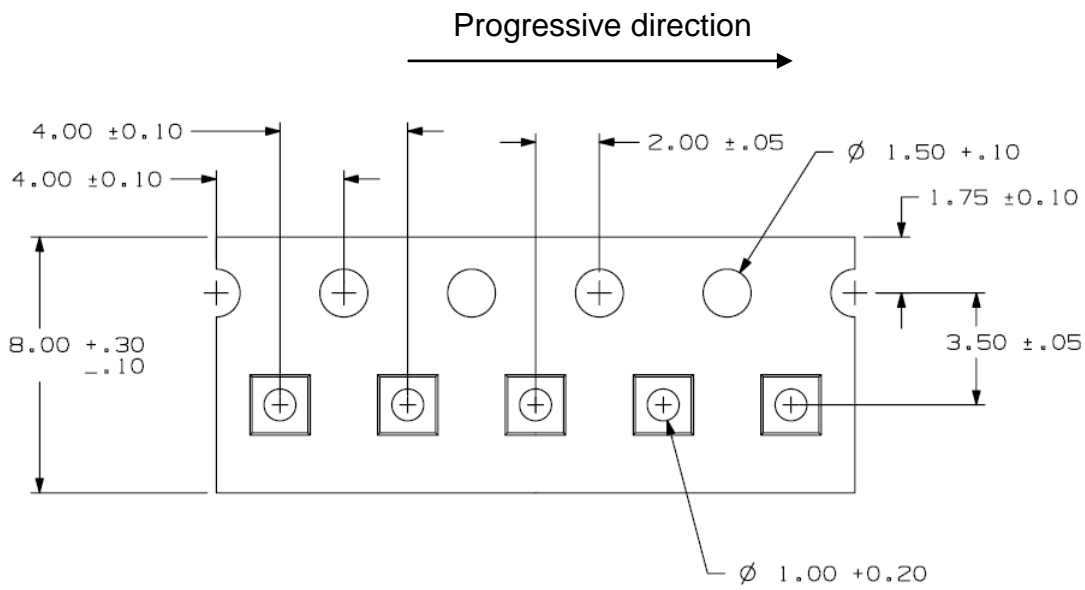 Progressive direction
4.00 ±0.10
2.00 ±.05
Ø 1.50 +.10
4.00 ±0.10
1.75 ±0.10
8.00 +.30
-.10
3.50 ±.05
Ø 1.00 +0.20